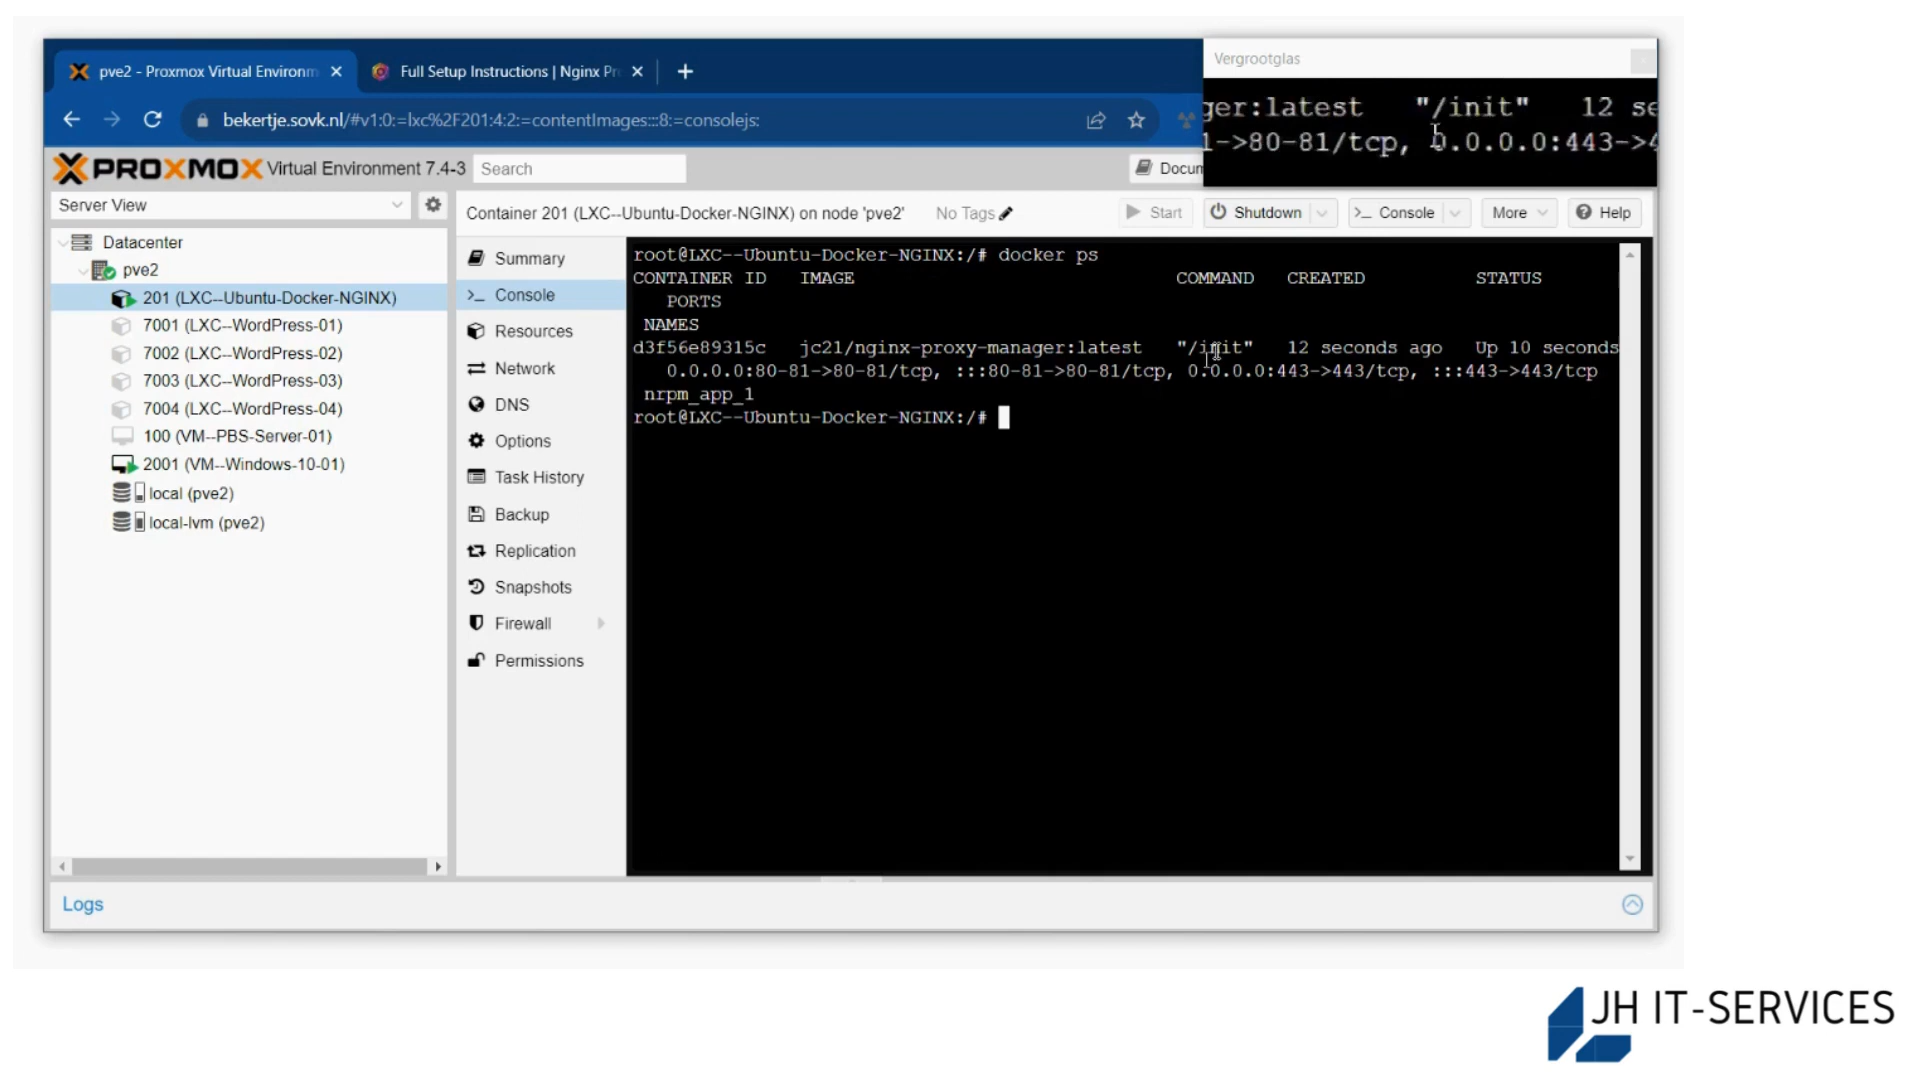 pve2 - Proxmox Virtual Environm
Full Setup Instructions | Nginx Pr
Vergrootglas
bekertje.sovk.nl/#v1:0:=lxc%2F201:4:2:=contentImages:::8:=consolejs:
ger:latest "/init" 12 se
1->80-81/tcp, 0.0.0.0:443->4
PROXMOX Virtual Environment 7.4-3 Search
Docum
Server View
Container 201 (LXC--Ubuntu-Docker-NGINX) on node 'pve2' No Tags
Start Shutdown >_ Console More Help
Datacenter
pve2
201 (LXC--Ubuntu-Docker-NGINX)
7001 (LXC--WordPress-01)
7002 (LXC--WordPress-02)
7003 (LXC--WordPress-03)
7004 (LXC--WordPress-04)
100 (VM--PBS-Server-01)
2001 (VM--Windows-10-01)
local (pve2)
local-lvm (pve2)
Summary
>_ Console
Resources
Network
DNS
Options
Task History
Backup
Replication
Snapshots
Firewall
Permissions
root@LXC--Ubuntu-Docker-NGINX:/# docker ps
CONTAINER ID IMAGE COMMAND CREATED STATUS
PORTS
NAMES
d3f56e89315c jc21/nginx-proxy-manager:latest "/init" 12 seconds ago Up 10 seconds
0.0.0.0:80-81->80-81/tcp, :::80-81->80-81/tcp, 0.0.0.0:443->443/tcp, :::443->443/tcp
nrpm_app_1
root@LXC--Ubuntu-Docker-NGINX:/#
Logs
JH IT-SERVICES